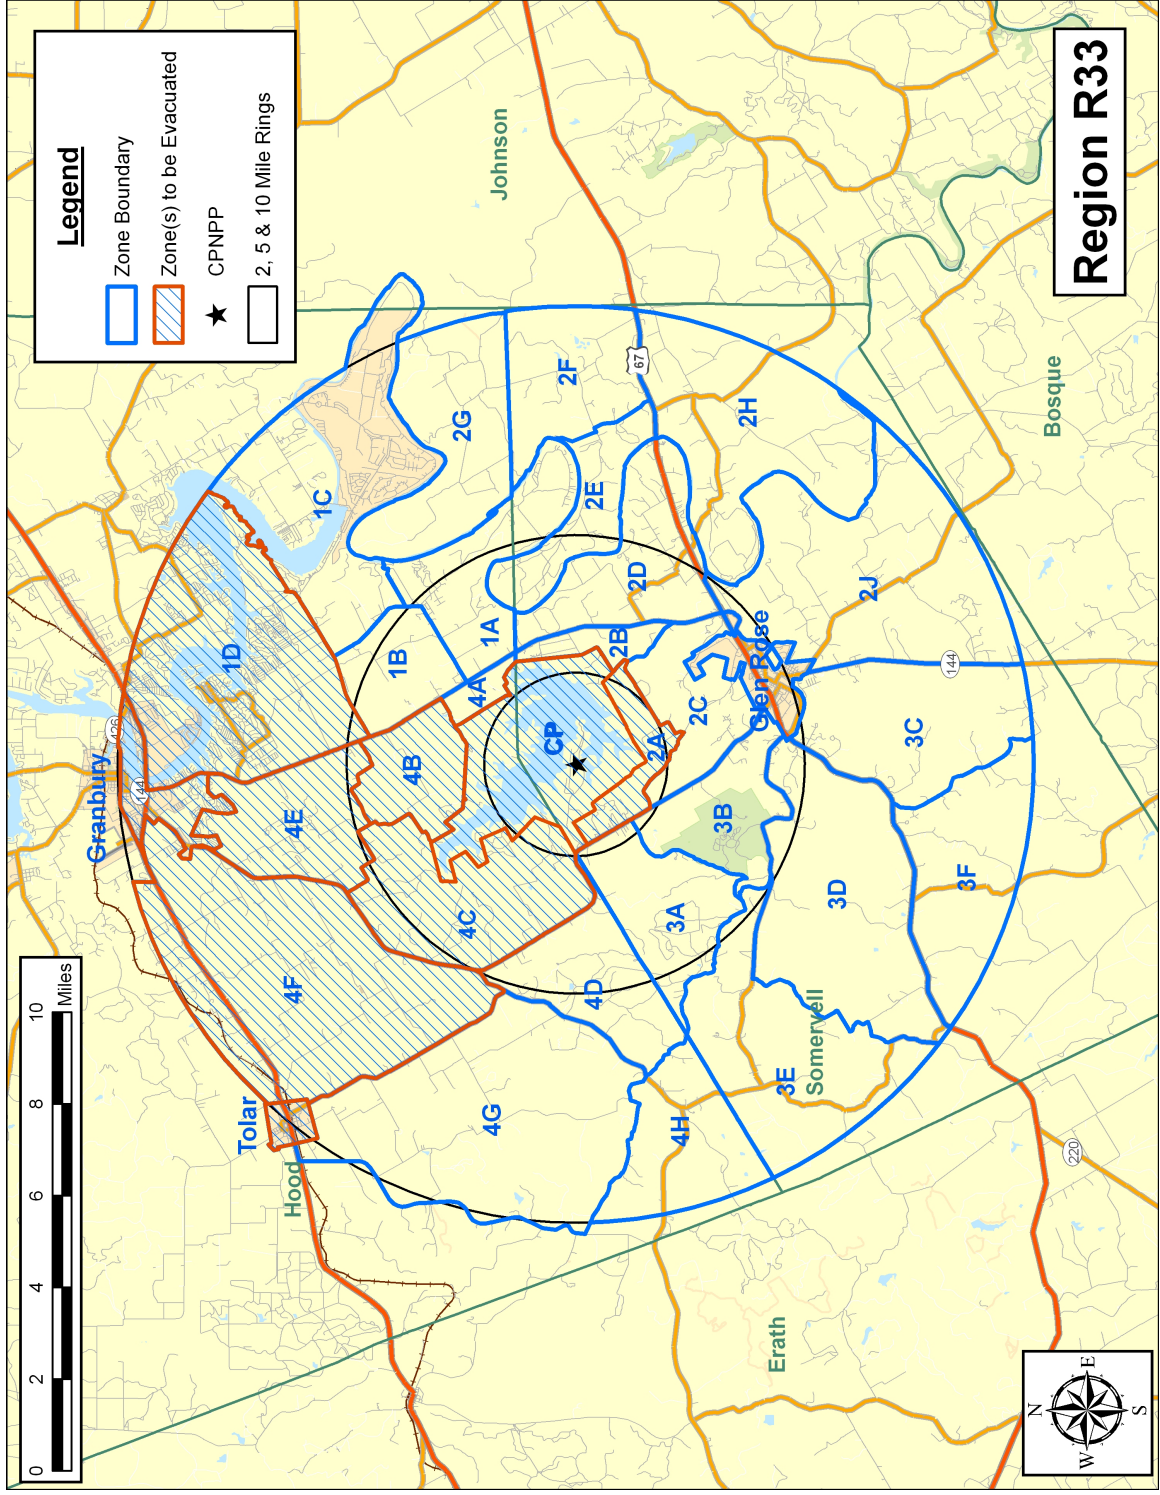 Legend
Zone Boundary
Zone(s) to be Evacuated
CPNPP
2, 5 & 10 Mile Rings
Region R33
0 2 4 6 8 10
Miles
N
W E
S
Granbury
Tolar
Glen Rose
Hood
Johnson
Bosque
Somervell
Erath
CP
1A
1B
1C
1D
2A
2B
2C
2D
2E
2F
2G
2H
2J
3A
3B
3C
3D
3E
3F
4A
4B
4C
4D
4E
4F
4G
4H
67
144
144
426
220